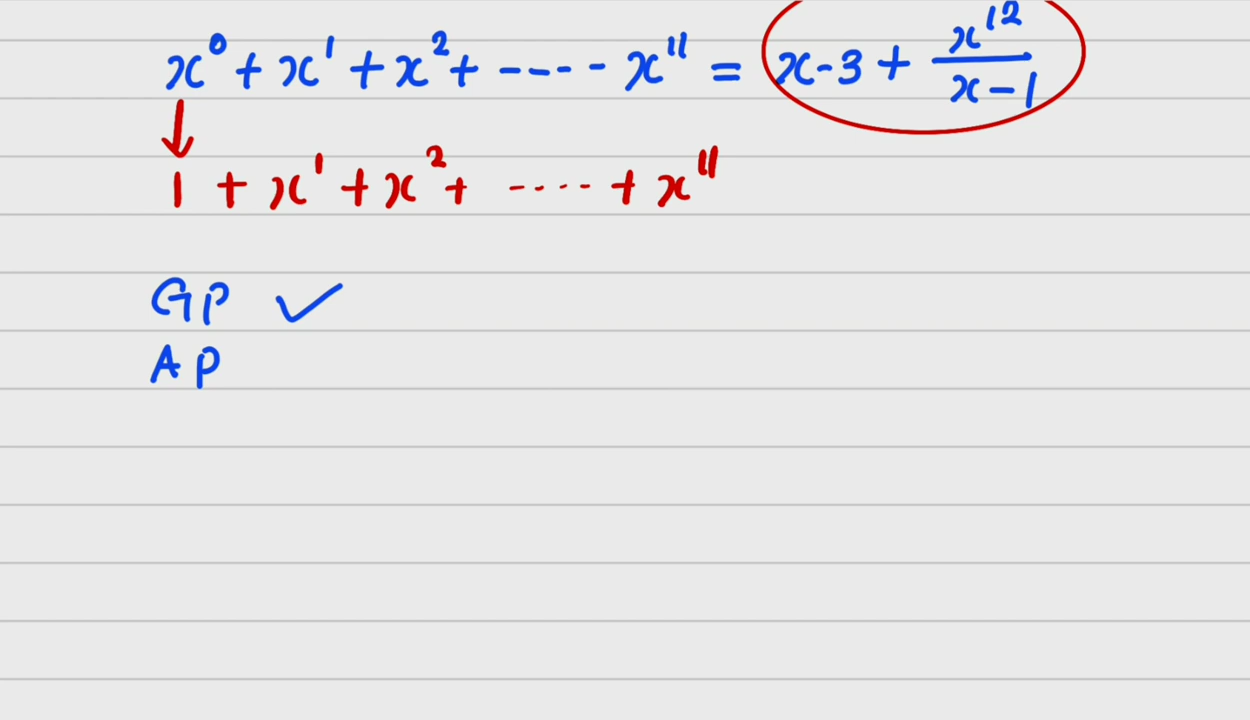 x⁰ + x¹ + x² + ----- x¹¹ = x - 3 + x¹²/(x - 1)
1 + x¹ + x² + ..... + x¹¹
GP ✓
AP